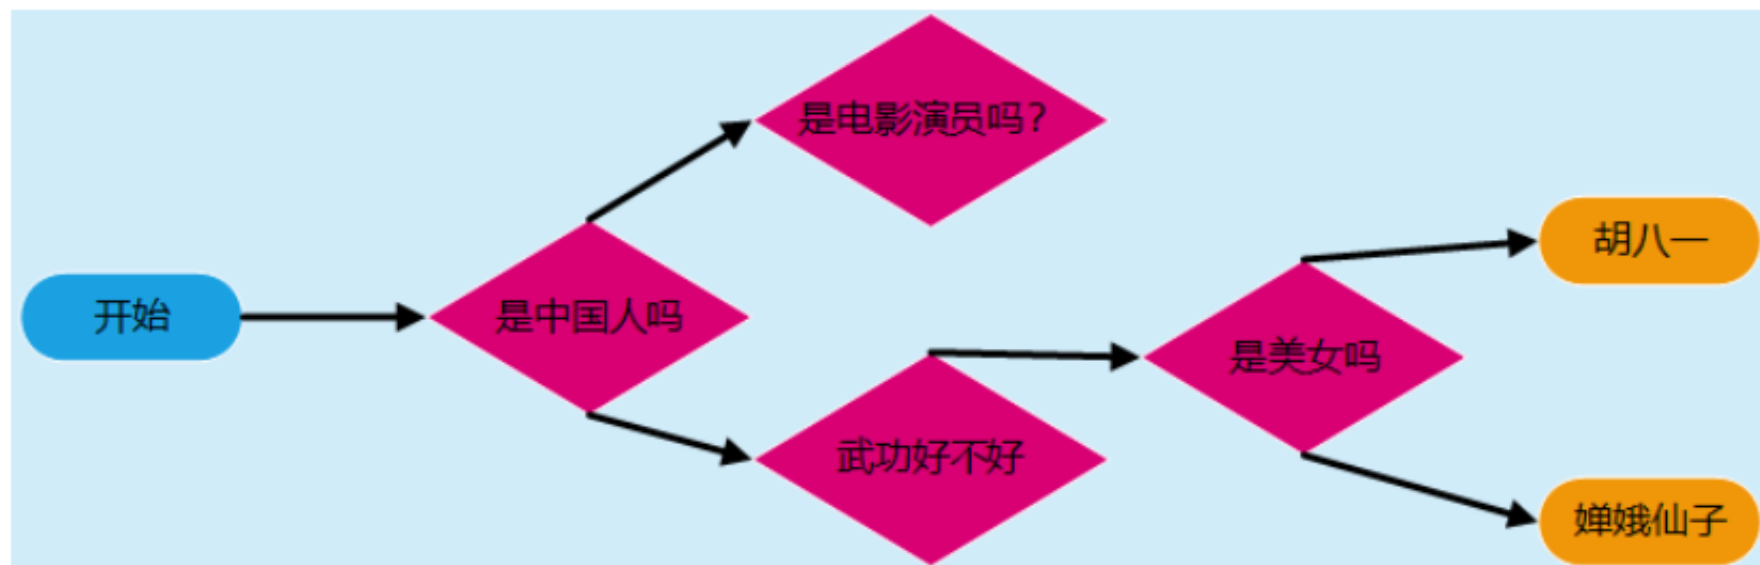 是电影演员吗？
胡八一
开始
是中国人吗
是美女吗
武功好不好
婵娥仙子